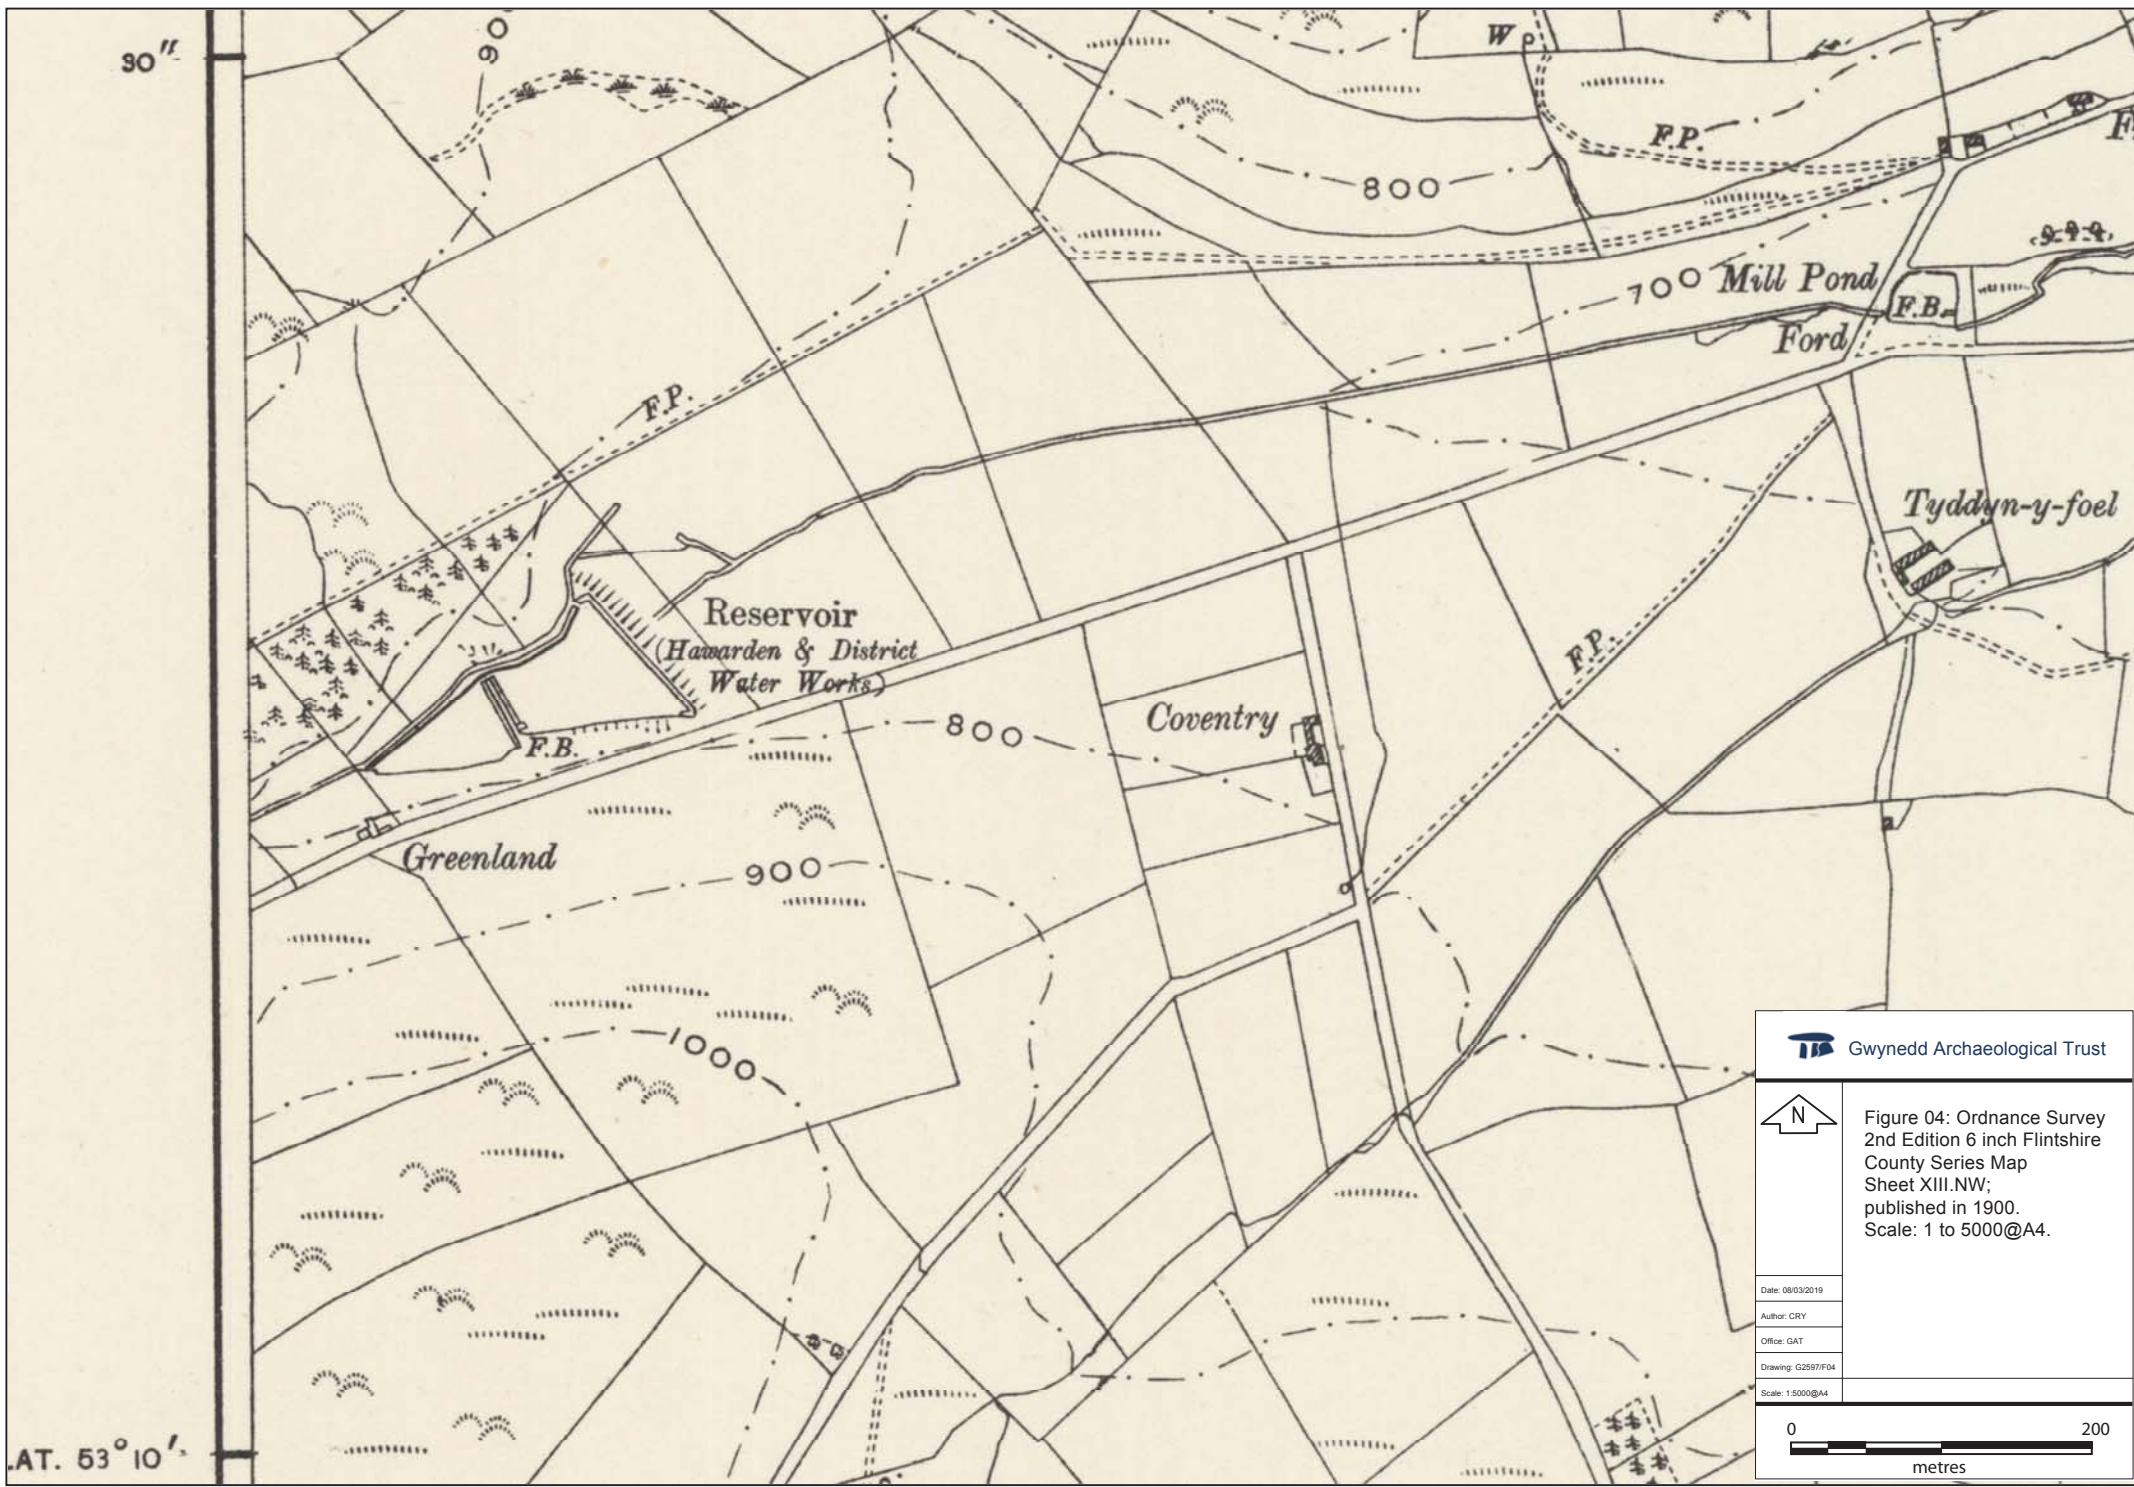 30"
90
W
F.P.
F
800
700
Mill Pond
F.B.
Ford
F.P.
Tyddyn-y-foel
Reservoir
(Hawarden & District
Water Works)
F.P.
Coventry
800
F.B.
Greenland
900
1000
.AT. 53°10'
Gwynedd Archaeological Trust
N
Figure 04: Ordnance Survey
2nd Edition 6 inch Flintshire
County Series Map
Sheet XIII.NW;
published in 1900.
Scale: 1 to 5000@A4.
Date: 08/03/2019
Author: CRY
Office: GAT
Drawing: G2597/F04
Scale: 1:5000@A4
0 200
metres